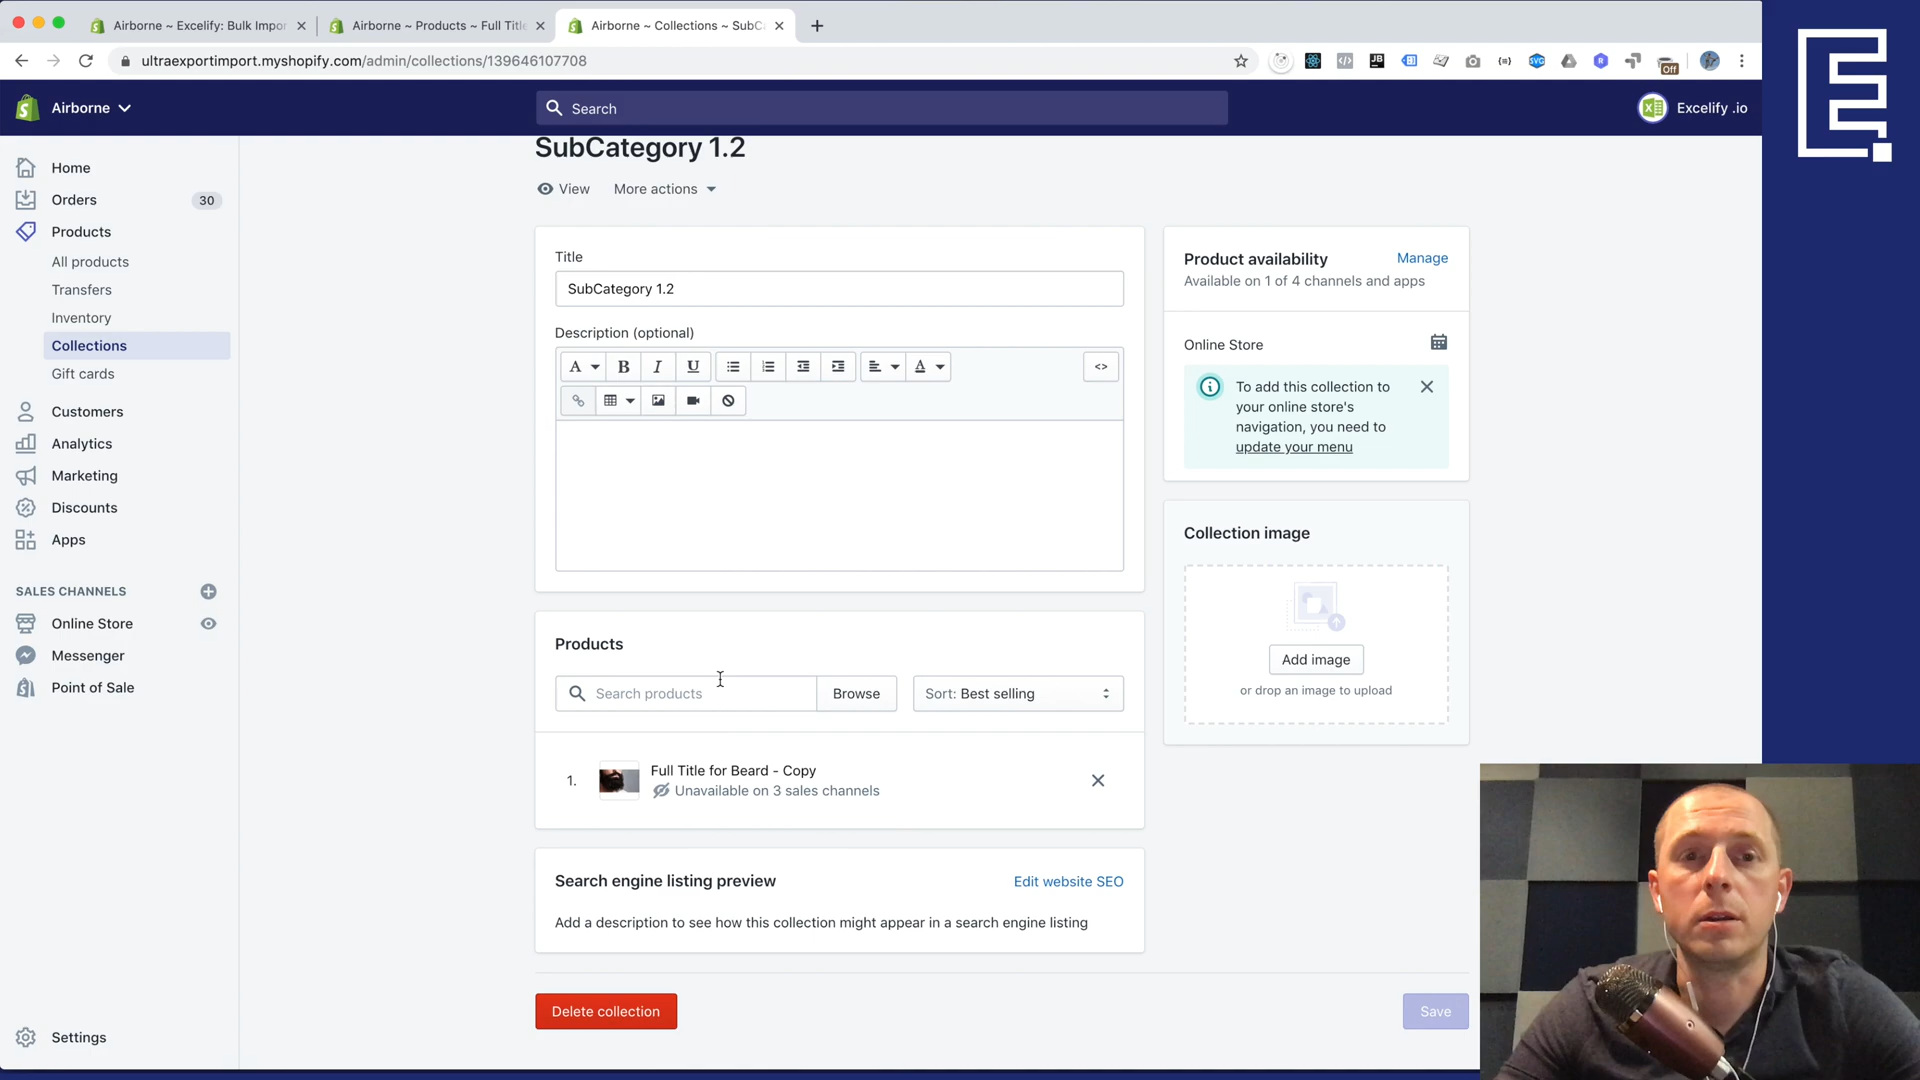 Airborne ~ Excelify: Bulk Impor
Airborne ~ Products ~ Full Title
Airborne ~ Collections ~ SubC
ultraexportimport.myshopify.com/admin/collections/139646107708
JB
SVG
R
Off
Airborne
Search
Excelify .io
E.
Home
Orders
30
Products
All products
Transfers
Inventory
Collections
Gift cards
Customers
Analytics
Marketing
Discounts
Apps
SALES CHANNELS
Online Store
Messenger
Point of Sale
Settings
SubCategory 1.2
View
More actions
Title
SubCategory 1.2
Description (optional)
A
B
I
U
A
<>
Products
Search products
Browse
Sort: Best selling
1.
Full Title for Beard - Copy
Unavailable on 3 sales channels
Search engine listing preview
Edit website SEO
Add a description to see how this collection might appear in a search engine listing
Delete collection
Save
Product availability
Manage
Available on 1 of 4 channels and apps
Online Store
To add this collection to
your online store's
navigation, you need to
update your menu
Collection image
Add image
or drop an image to upload